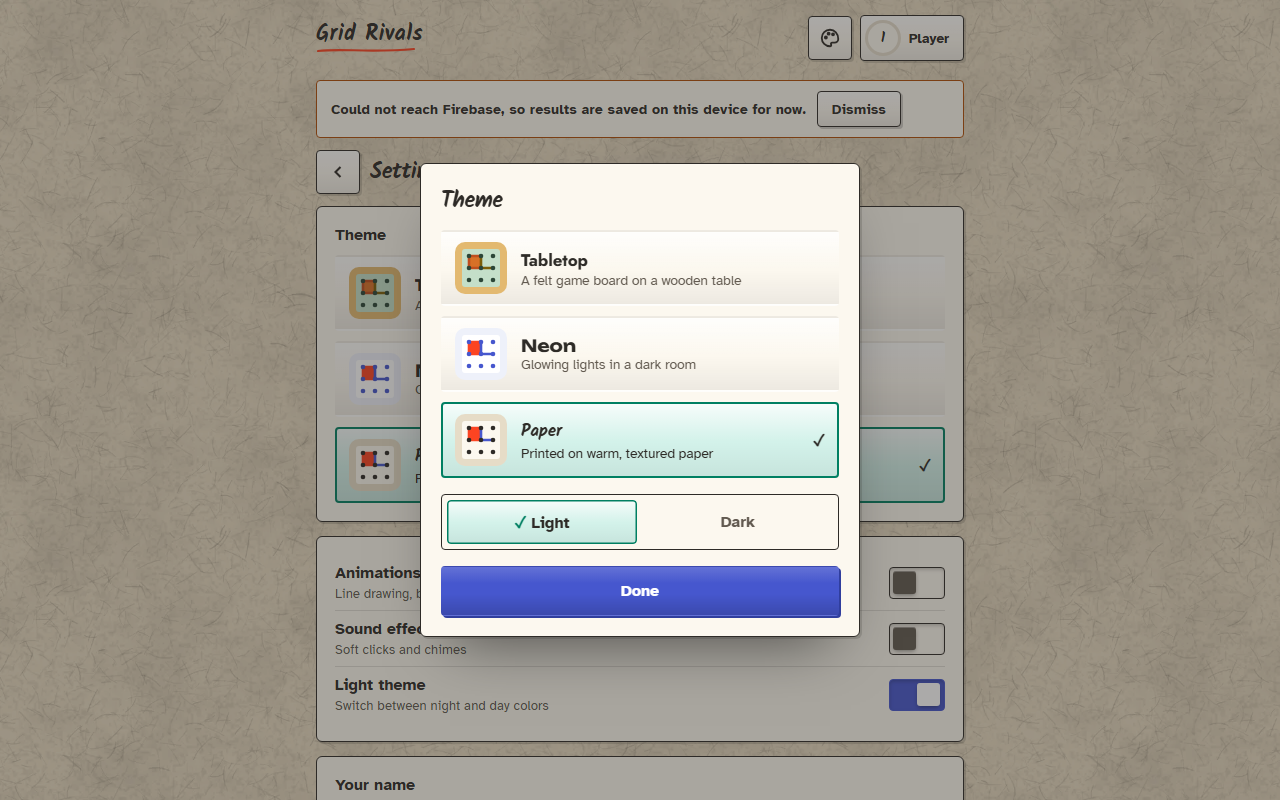 Grid Rivals
Player
Could not reach Firebase, so results are saved on this device for now.
Dismiss
Theme
Theme
Tabletop
A felt game board on a wooden table
Neon
Glowing lights in a dark room
Paper
Printed on warm, textured paper
Light
Dark
Done
Animations
Line drawing,
Sound
Soft clicks and chimes
Light theme
Switch between night and day colors
Your name